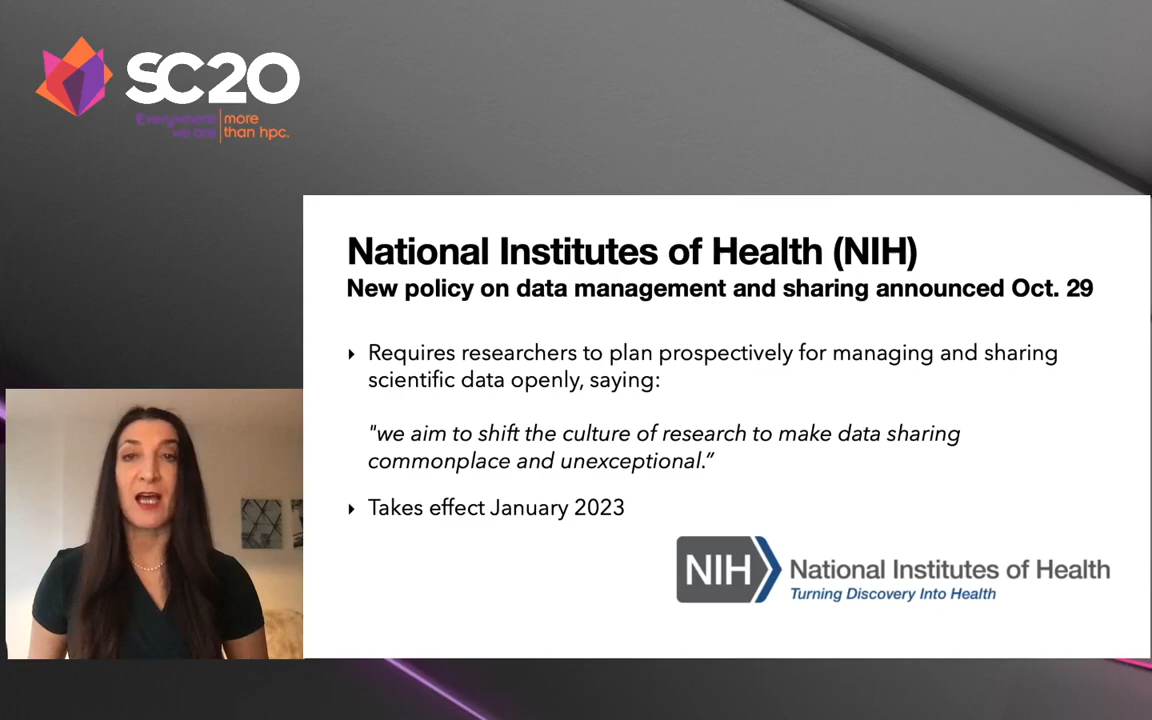 SC20
Everywhere more
we are than hpc.
National Institutes of Health (NIH)
New policy on data management and sharing announced Oct. 29
Requires researchers to plan prospectively for managing and sharing
scientific data openly, saying:
"we aim to shift the culture of research to make data sharing
commonplace and unexceptional.”
Takes effect January 2023
NIH National Institutes of Health
Turning Discovery Into Health